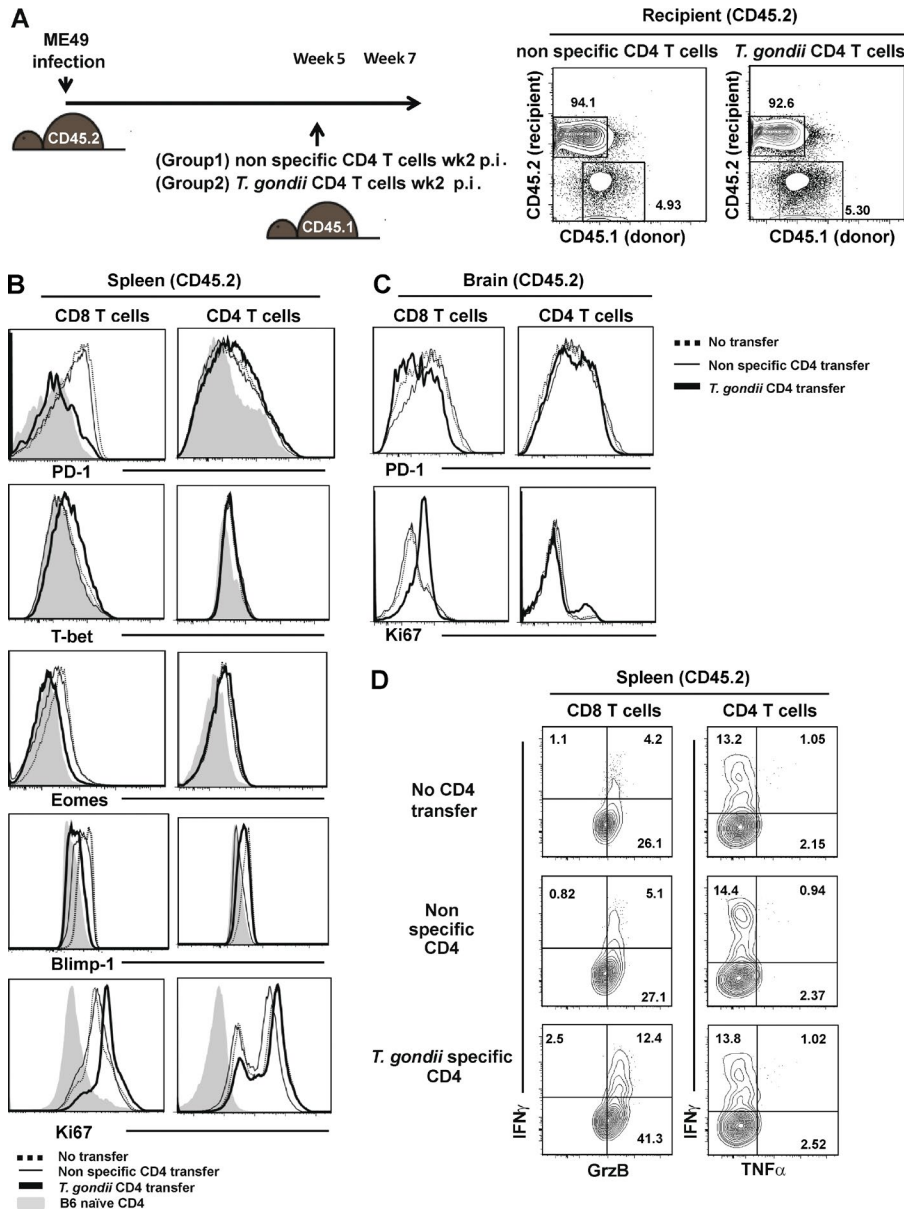 A
ME49
infection
Week 5 Week 7
CD45.2
(Group1) non specific CD4 T cells wk2 p.i.
(Group2) T. gondii CD4 T cells wk2 p.i.
CD45.1
Recipient (CD45.2)
non specific CD4 T cells
T. gondii CD4 T cells
94.1
92.6
4.93
5.30
CD45.2 (recipient)
CD45.2 (recipient)
CD45.1 (donor)
CD45.1 (donor)
B
Spleen (CD45.2)
CD8 T cells
CD4 T cells
PD-1
T-bet
Eomes
Blimp-1
Ki67
No transfer
Non specific CD4 transfer
T. gondii CD4 transfer
B6 naïve CD4
C
Brain (CD45.2)
CD8 T cells
CD4 T cells
PD-1
Ki67
No transfer
Non specific CD4 transfer
T. gondii CD4 transfer
D
Spleen (CD45.2)
CD8 T cells
CD4 T cells
No CD4
transfer
1.1 4.2
26.1
13.2 1.05
2.15
Non
specific
CD4
0.82 5.1
27.1
14.4 0.94
2.37
T. gondii specific
CD4
2.5 12.4
41.3
13.8 1.02
2.52
IFNγ
IFNγ
GrzB
TNFα